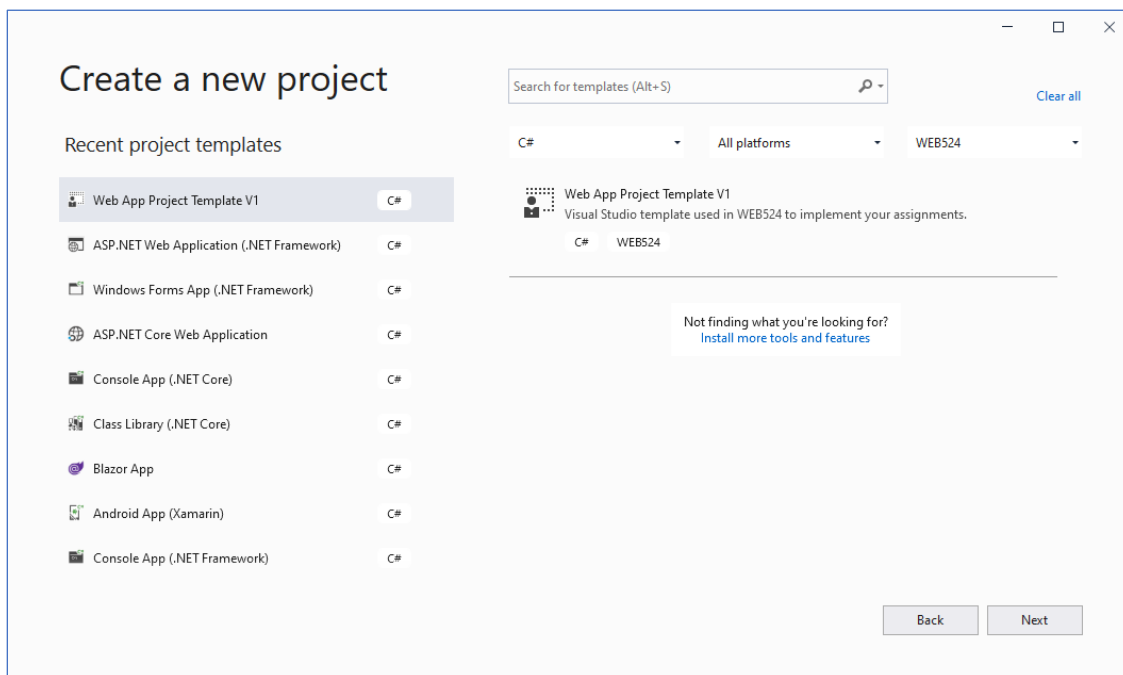 Create a new project
Recent project templates
Web App Project Template V1 C#
ASP.NET Web Application (.NET Framework) C#
Windows Forms App (.NET Framework) C#
ASP.NET Core Web Application C#
Console App (.NET Core) C#
Class Library (.NET Core) C#
Blazor App C#
Android App (Xamarin) C#
Console App (.NET Framework) C#
Search for templates (Alt+S)
Clear all
C# All platforms WEB524
Web App Project Template V1
Visual Studio template used in WEB524 to implement your assignments.
C# WEB524
Not finding what you're looking for?
Install more tools and features
Back Next